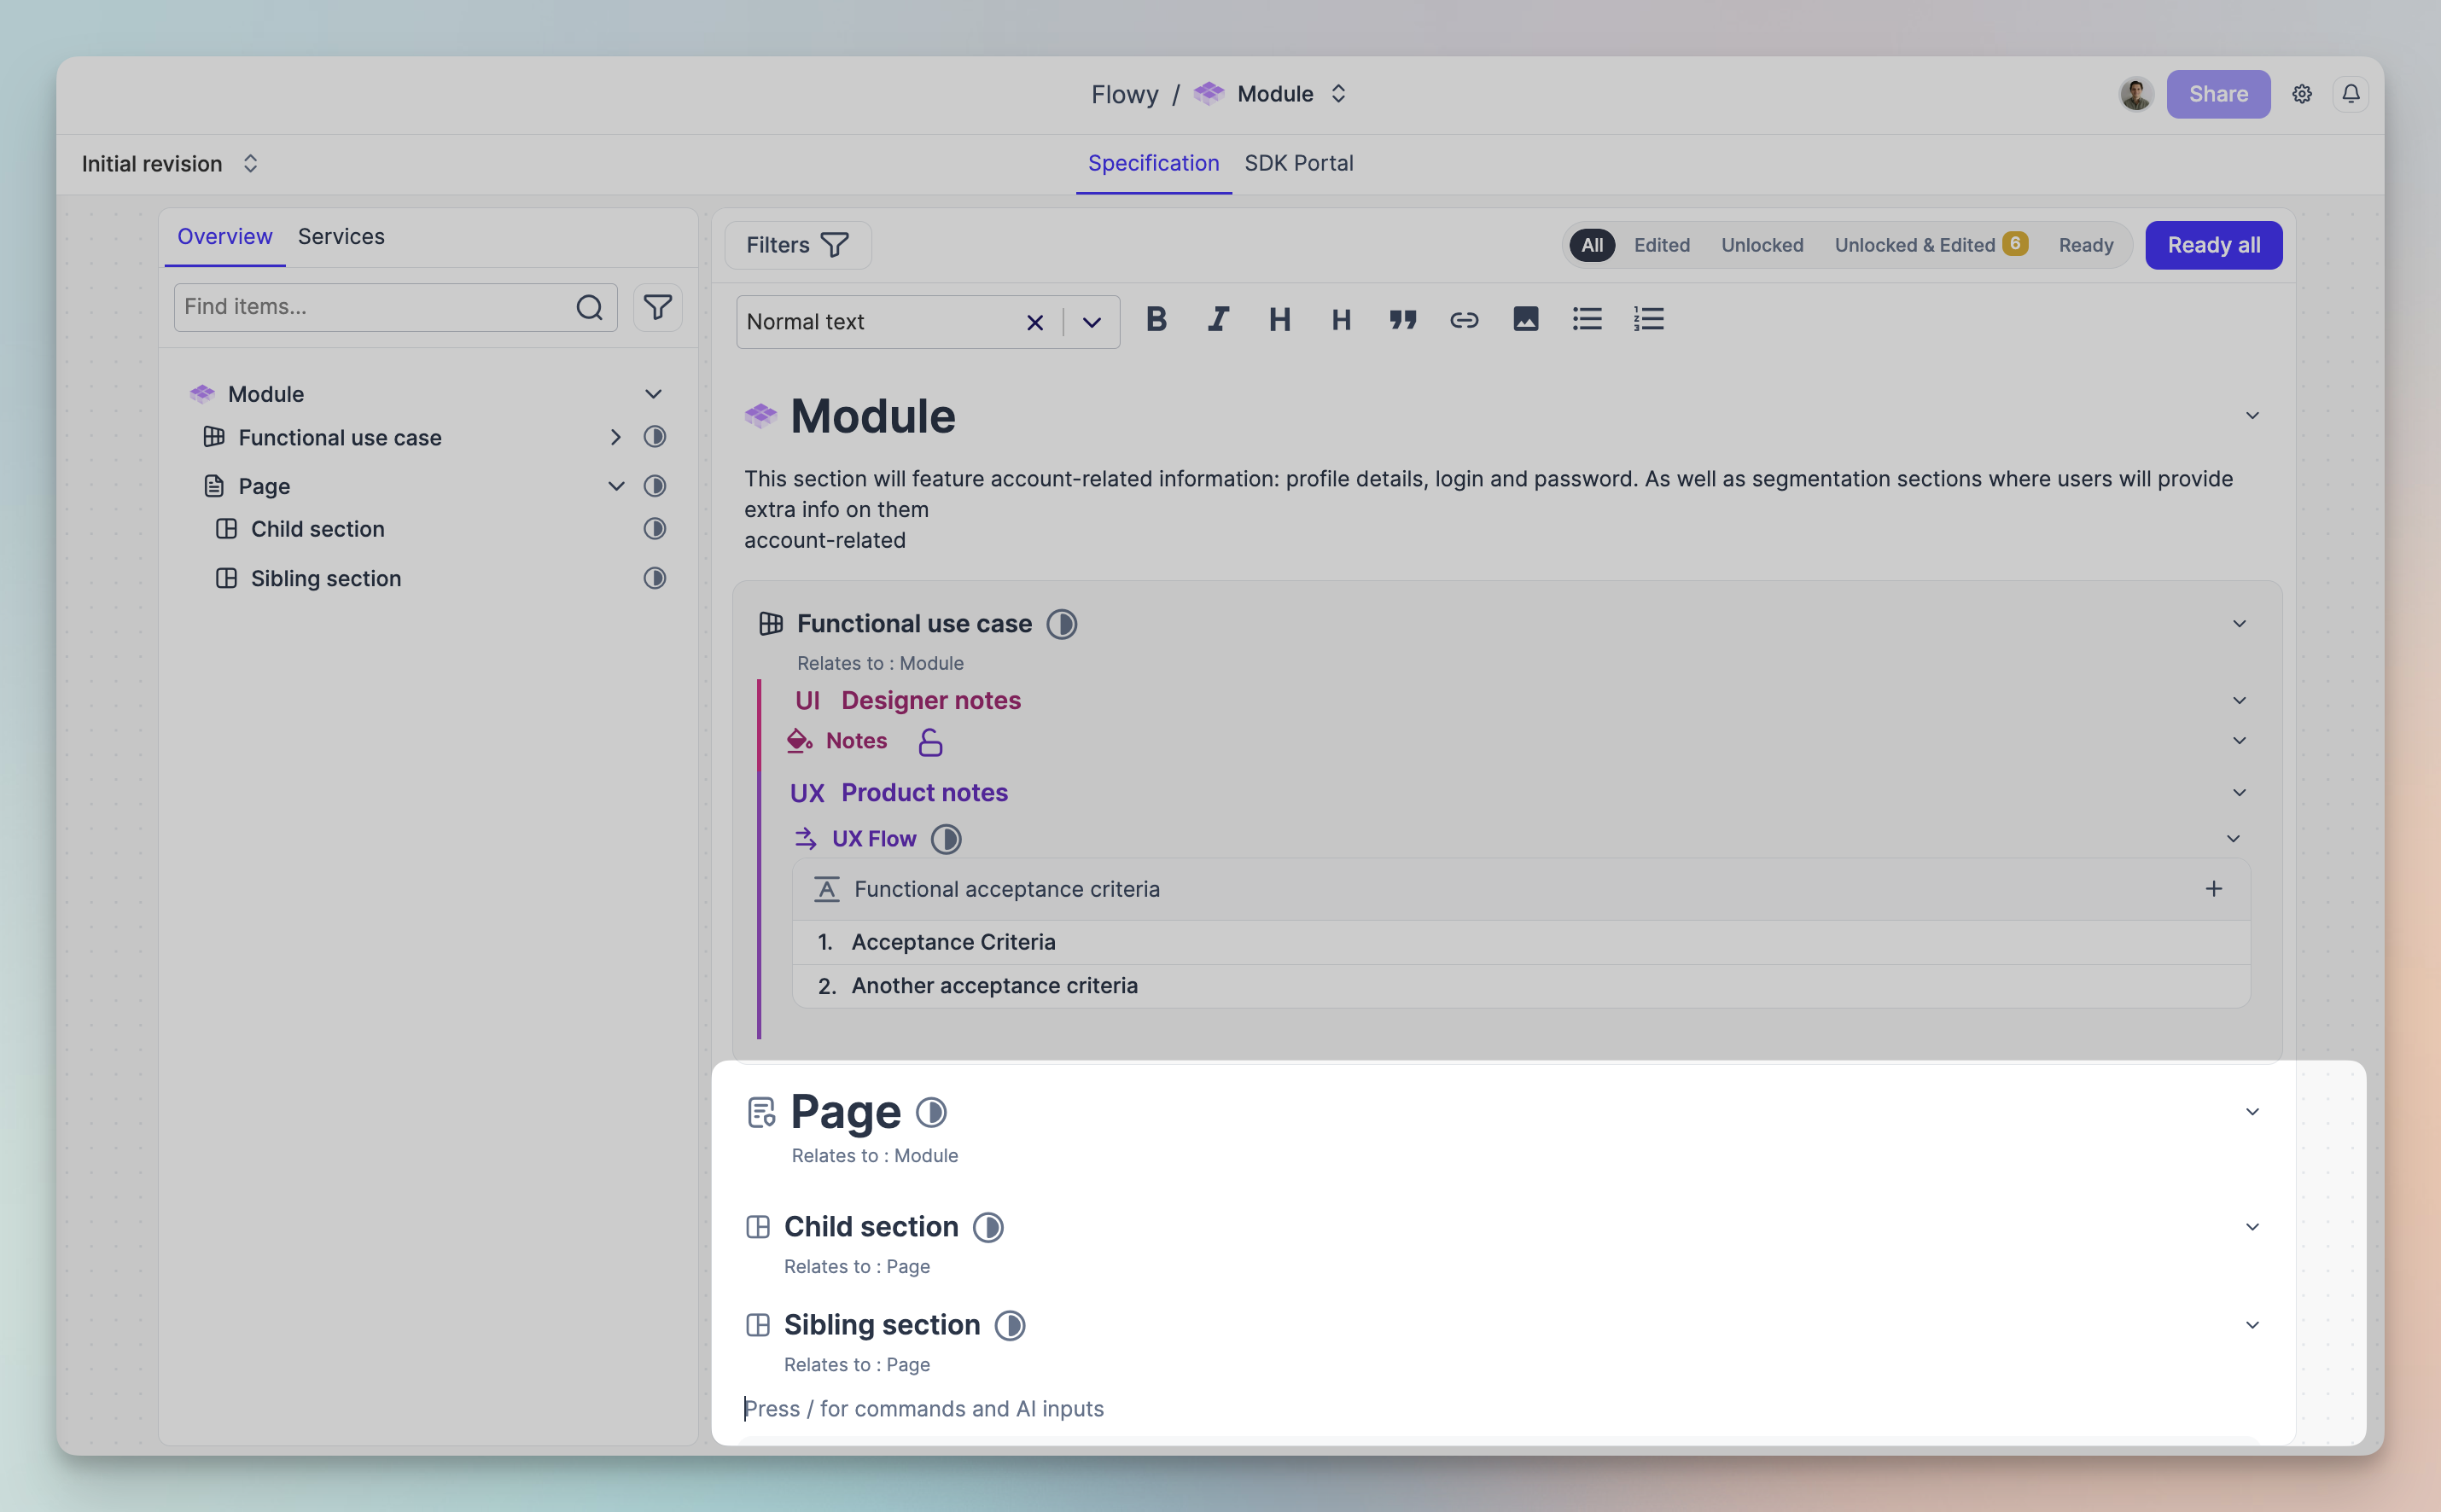 Flowy / Module
Share
Initial revision
Specification SDK Portal
Overview Services
Find items...
Module
Functional use case
Page
Child section
Sibling section
Filters
All Edited Unlocked Unlocked & Edited 6 Ready
Ready all
Normal text
B I H H
Module
This section will feature account-related information: profile details, login and password. As well as segmentation sections where users will provide
extra info on them
account-related
Functional use case
Relates to : Module
UI Designer notes
Notes
UX Product notes
UX Flow
Functional acceptance criteria
1. Acceptance Criteria
2. Another acceptance criteria
Page
Relates to : Module
Child section
Relates to : Page
Sibling section
Relates to : Page
Press / for commands and AI inputs